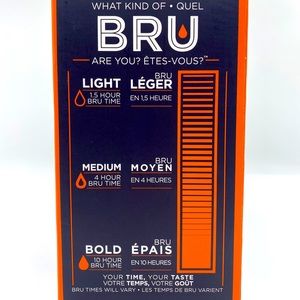 WHAT KIND OF • QUEL
BRU
ARE YOU? ÊTES-VOUS?™
LIGHT
1.5 HOUR
BRU TIME
BRU
LÉGER
EN 1,5 HEURE
MEDIUM
4 HOUR
BRU TIME
BRU
MOYEN
EN 4 HEURES
BOLD
10 HOUR
BRU TIME
BRU
ÉPAIS
EN 10 HEURES
YOUR TIME, YOUR TASTE
VOTRE TEMPS, VOTRE GOÛT
BRU TIMES WILL VARY • LES TEMPS DE BRU VARIENT